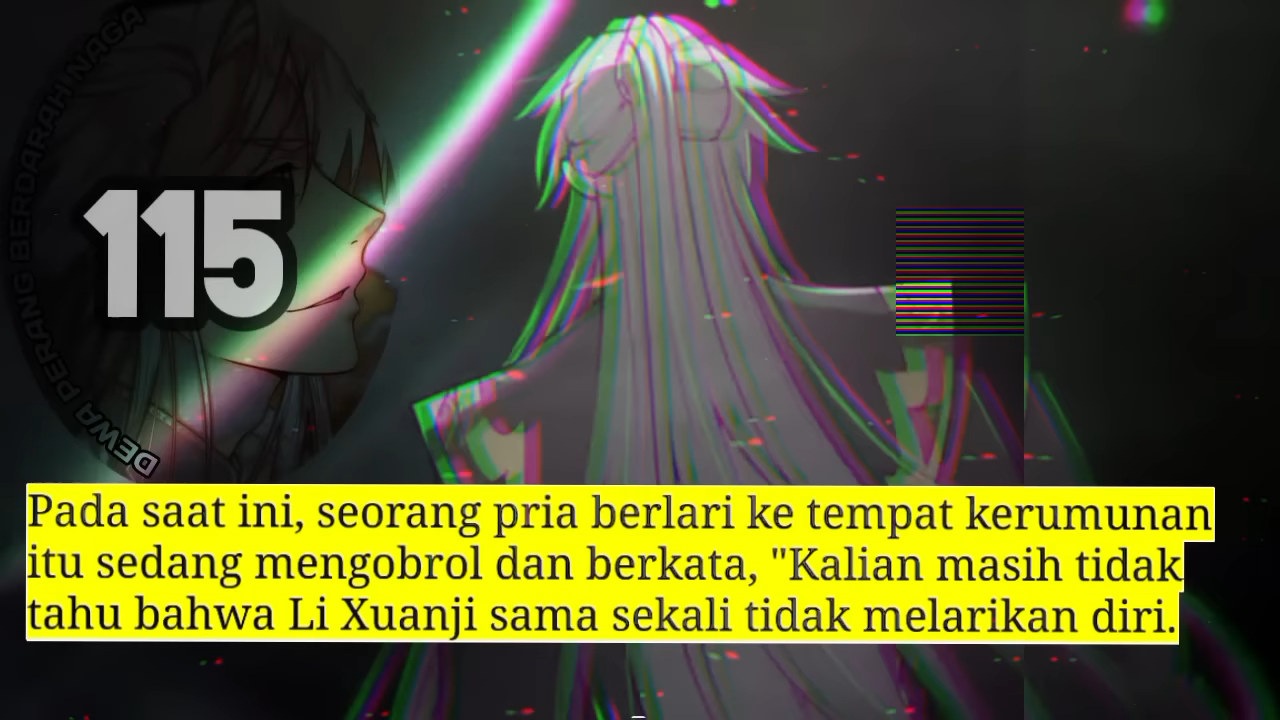 DEWA PERANG BERDARAH NAGA
115
Pada saat ini, seorang pria berlari ke tempat kerumunan
itu sedang mengobrol dan berkata, "Kalian masih tidak
tahu bahwa Li Xuanji sama sekali tidak melarikan diri.